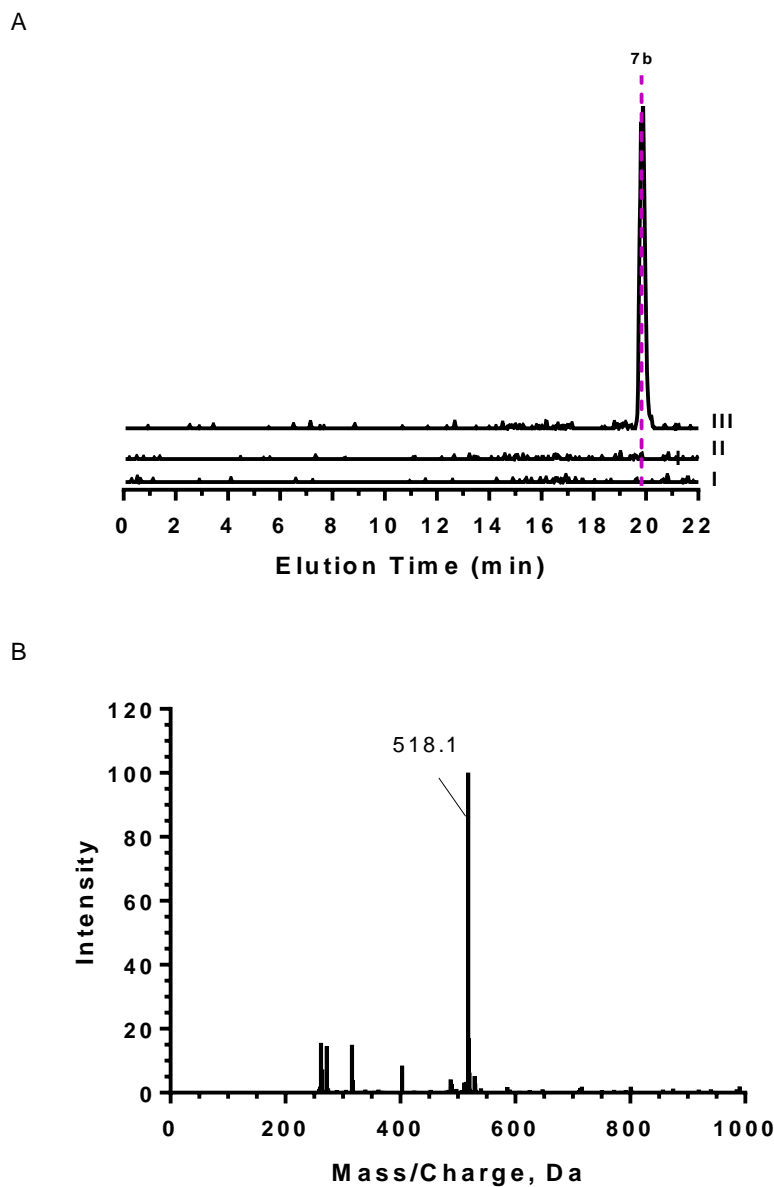 A
7b
III
II
I
0 2 4 6 8 10 12 14 16 18 20 22
Elution Time (min)
B
120
518.1
100
80
60
40
20
0
Intensity
0 200 400 600 800 1000
Mass/Charge, Da